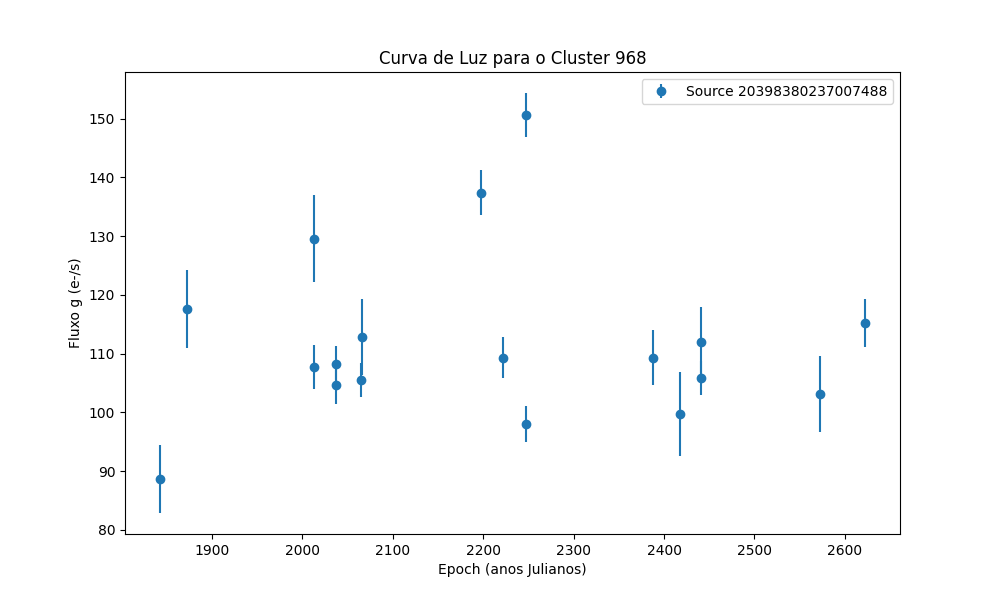 Curva de Luz para o Cluster 968
Source 20398380237007488
Fluxo g (e-/s)
150
140
130
120
110
100
90
80
1900 2000 2100 2200 2300 2400 2500 2600
Epoch (anos Julianos)